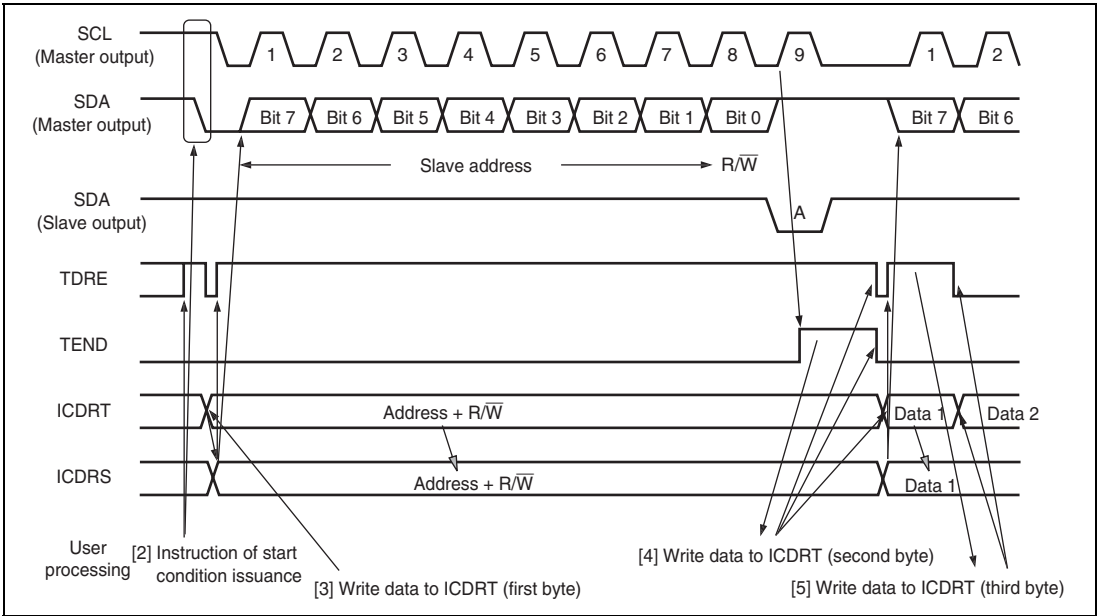 SCL
(Master output)
1 2 3 4 5 6 7 8 9 1 2
SDA
(Master output)
Bit 7 Bit 6 Bit 5 Bit 4 Bit 3 Bit 2 Bit 1 Bit 0 Bit 7 Bit 6
Slave address R/W̅
SDA
(Slave output)
A
TDRE
TEND
ICDRT
Address + R/W̅ Data 1 Data 2
ICDRS
Address + R/W̅ Data 1
User
processing
[2] Instruction of start
condition issuance
[3] Write data to ICDRT (first byte)
[4] Write data to ICDRT (second byte)
[5] Write data to ICDRT (third byte)